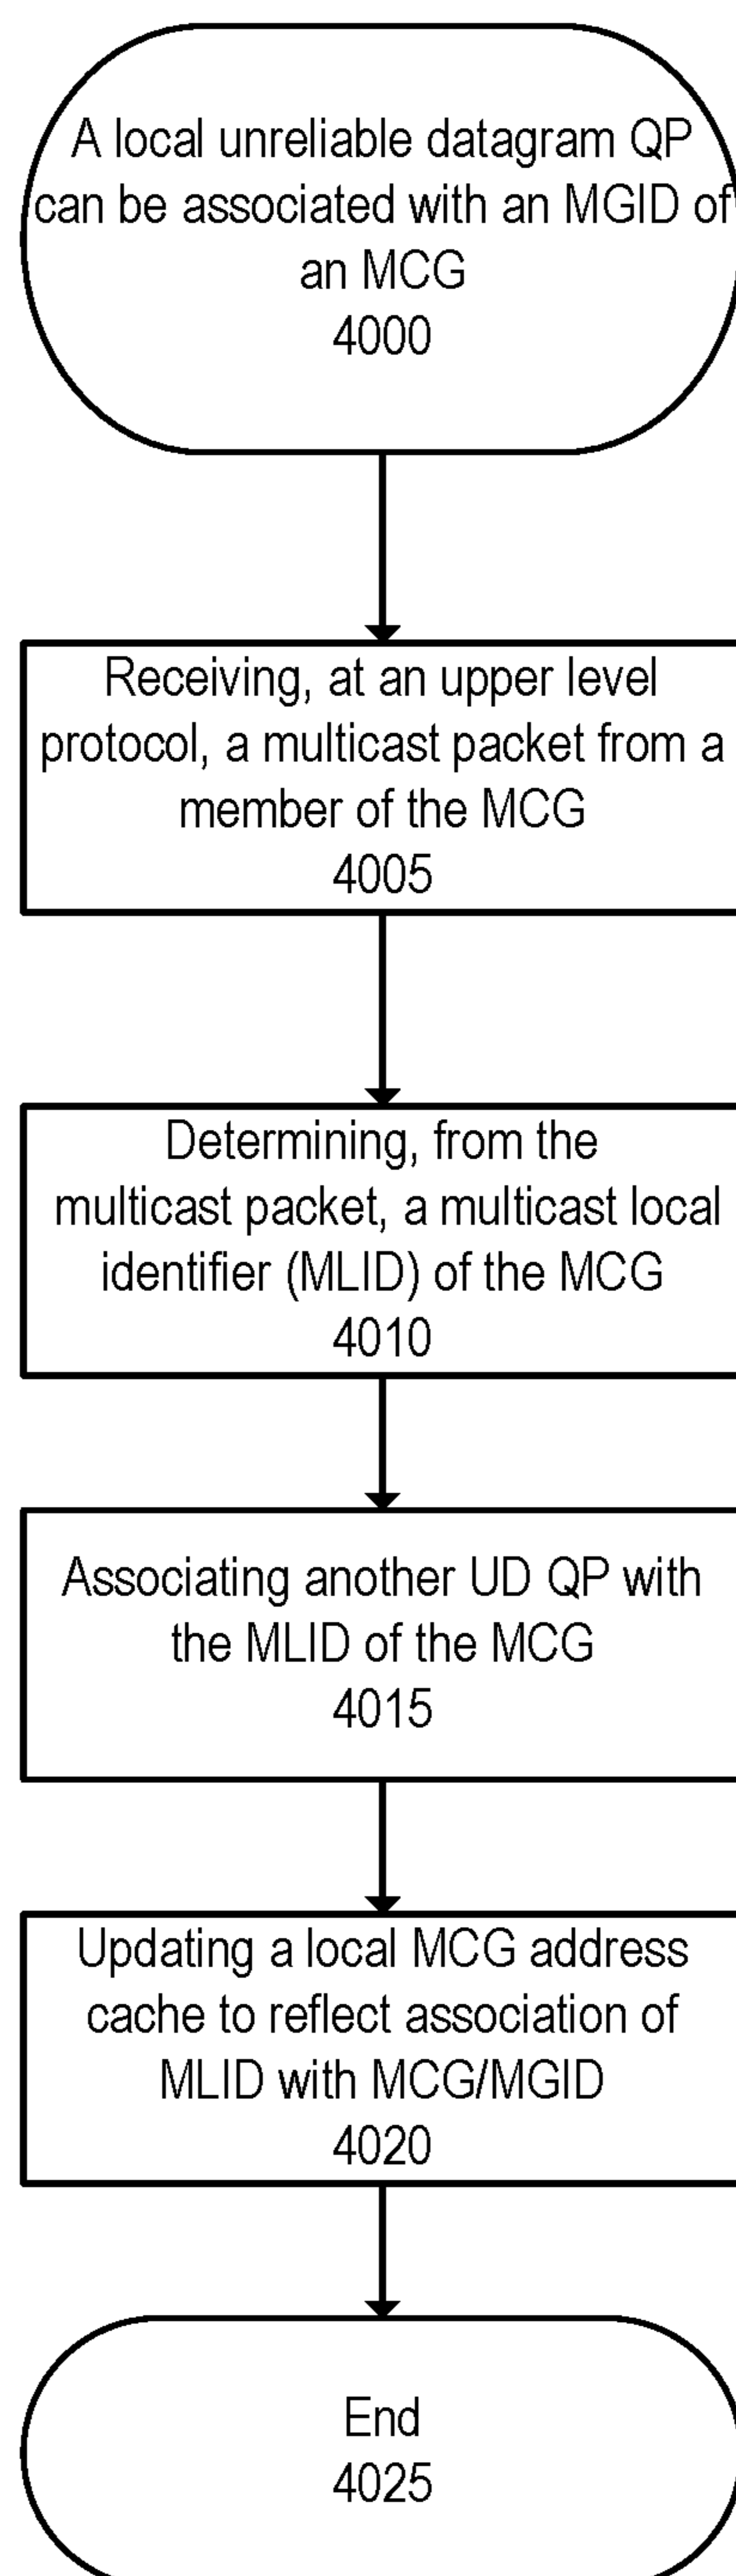 A local unreliable datagram QP
can be associated with an MGID of
an MCG
4000
Receiving, at an upper level
protocol, a multicast packet from a
member of the MCG
4005
Determining, from the
multicast packet, a multicast local
identifier (MLID) of the MCG
4010
Associating another UD QP with
the MLID of the MCG
4015
Updating a local MCG address
cache to reflect association of
MLID with MCG/MGID
4020
End
4025